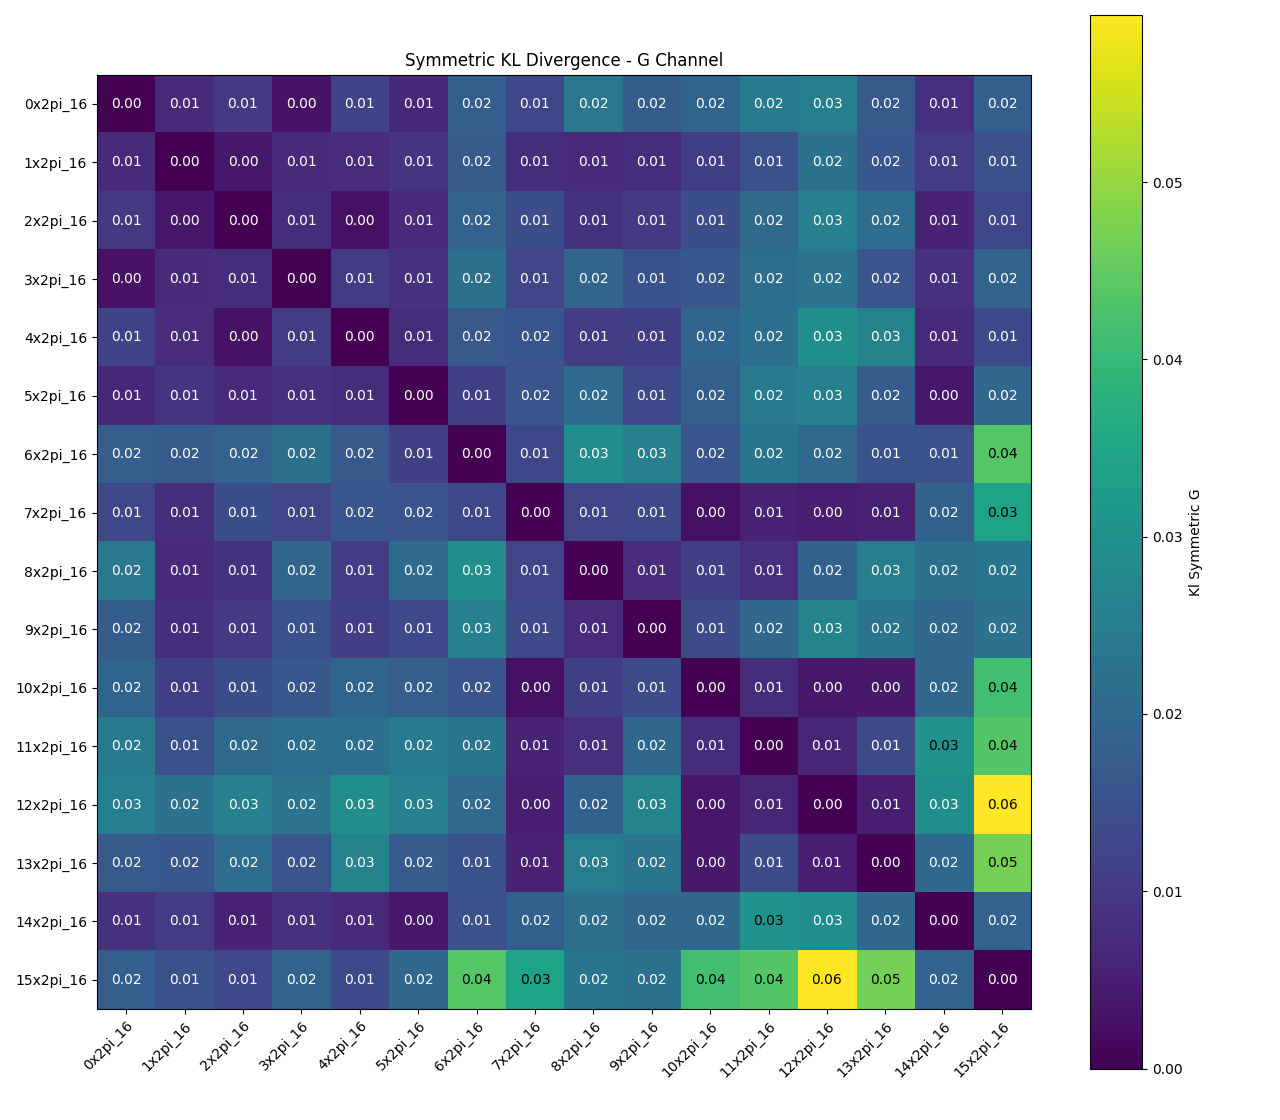 Symmetric KL Divergence - G Channel
0x2pi_16 0.00 0.01 0.01 0.00 0.01 0.01 0.02 0.01 0.02 0.02 0.02 0.02 0.03 0.02 0.01 0.02
1x2pi_16 0.01 0.00 0.00 0.01 0.01 0.01 0.02 0.01 0.01 0.01 0.01 0.01 0.02 0.02 0.01 0.01
2x2pi_16 0.01 0.00 0.00 0.01 0.00 0.01 0.02 0.01 0.01 0.01 0.01 0.02 0.03 0.02 0.01 0.01
3x2pi_16 0.00 0.01 0.01 0.00 0.01 0.01 0.02 0.01 0.02 0.01 0.02 0.02 0.02 0.02 0.01 0.02
4x2pi_16 0.01 0.01 0.00 0.01 0.00 0.01 0.02 0.02 0.01 0.01 0.02 0.02 0.03 0.03 0.01 0.01
5x2pi_16 0.01 0.01 0.01 0.01 0.01 0.00 0.01 0.02 0.02 0.01 0.02 0.02 0.03 0.02 0.00 0.02
6x2pi_16 0.02 0.02 0.02 0.02 0.02 0.01 0.00 0.01 0.03 0.03 0.02 0.02 0.02 0.01 0.01 0.04
7x2pi_16 0.01 0.01 0.01 0.01 0.02 0.02 0.01 0.00 0.01 0.01 0.00 0.01 0.00 0.01 0.02 0.03
8x2pi_16 0.02 0.01 0.01 0.02 0.01 0.02 0.03 0.01 0.00 0.01 0.01 0.01 0.02 0.03 0.02 0.02
9x2pi_16 0.02 0.01 0.01 0.01 0.01 0.01 0.03 0.01 0.01 0.00 0.01 0.02 0.03 0.02 0.02 0.02
10x2pi_16 0.02 0.01 0.01 0.02 0.02 0.02 0.02 0.00 0.01 0.01 0.00 0.01 0.00 0.00 0.02 0.04
11x2pi_16 0.02 0.01 0.02 0.02 0.02 0.02 0.02 0.01 0.01 0.02 0.01 0.00 0.01 0.01 0.03 0.04
12x2pi_16 0.03 0.02 0.03 0.02 0.03 0.03 0.02 0.00 0.02 0.03 0.00 0.01 0.00 0.01 0.03 0.06
13x2pi_16 0.02 0.02 0.02 0.02 0.03 0.02 0.01 0.01 0.03 0.02 0.00 0.01 0.01 0.00 0.02 0.05
14x2pi_16 0.01 0.01 0.01 0.01 0.01 0.00 0.01 0.02 0.02 0.02 0.02 0.03 0.03 0.02 0.00 0.02
15x2pi_16 0.02 0.01 0.01 0.02 0.01 0.02 0.04 0.03 0.02 0.02 0.04 0.04 0.06 0.05 0.02 0.00
0x2pi_16 1x2pi_16 2x2pi_16 3x2pi_16 4x2pi_16 5x2pi_16 6x2pi_16 7x2pi_16 8x2pi_16 9x2pi_16 10x2pi_16 11x2pi_16 12x2pi_16 13x2pi_16 14x2pi_16 15x2pi_16
0.05
0.04
0.03
0.02
0.01
0.00
Kl Symmetric G